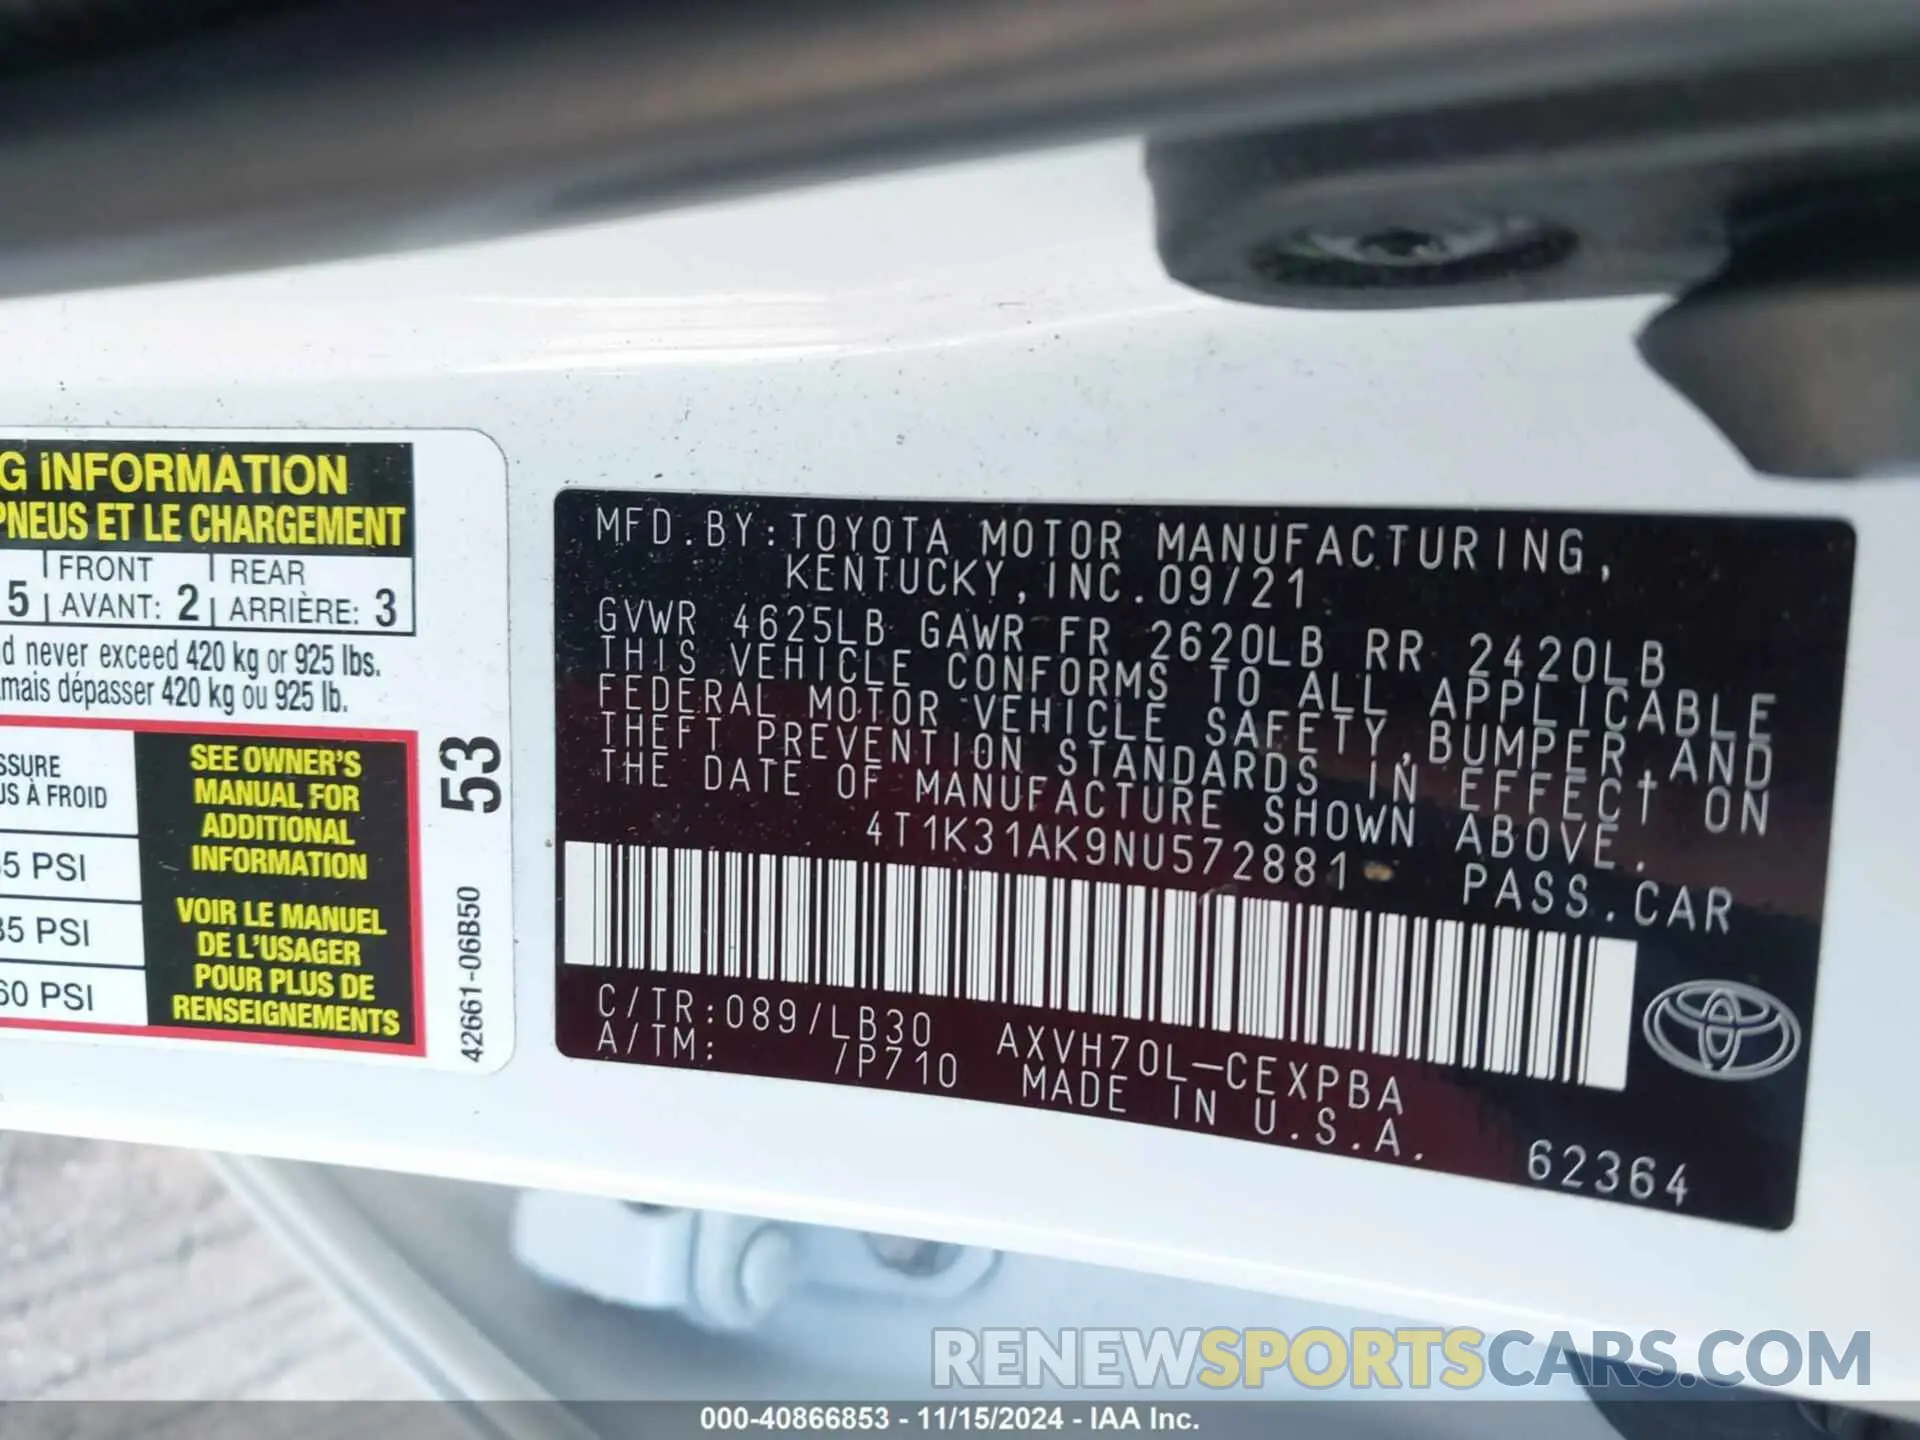 G iNFORMATION
PNEUS ET LE CHARGEMENT
5 FRONT AVANT: 2 REAR ARRIÈRE: 3
d never exceed 420 kg or 925 lbs.
mais dépasser 420 kg ou 925 lb.
SSURE
US À FROID
5 PSI
35 PSI
60 PSI
SEE OWNER'S
MANUAL FOR
ADDITIONAL
INFORMATION
VOIR LE MANUEL
DE L'USAGER
POUR PLUS DE
RENSEIGNEMENTS
53
42661-06B50
MFD.BY:TOYOTA MOTOR MANUFACTURING,
KENTUCKY,INC.09/21
GVWR 4625LB GAWR FR 2620LB RR 2420LB
THIS VEHICLE CONFORMS TO ALL APPLICABLE
FEDERAL MOTOR VEHICLE SAFETY,BUMPER AND
THEFT PREVENTION STANDARDS IN EFFECT ON
THE DATE OF MANUFACTURE SHOWN ABOVE.
4T1K31AK9NU572881 PASS.CAR
C/TR:089/LB30 AXVH70L-CEXPBA
A/TM: /P710 MADE IN U.S.A.
62364
RENEWSPORTSCARS.COM
000-40866853 - 11/15/2024 - IAA Inc.